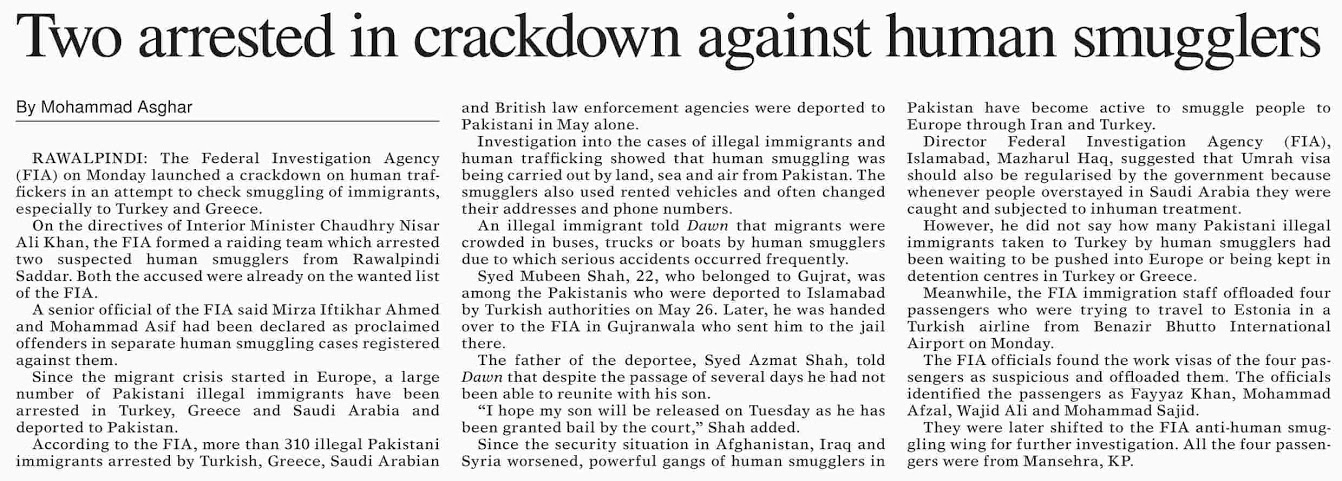 Two arrested in crackdown against human smugglers
By Mohammad Asghar
RAWALPINDI: The Federal Investigation Agency
(FIA) on Monday launched a crackdown on human traf-
fickers in an attempt to check smuggling of immigrants,
especially to Turkey and Greece.
On the directives of Interior Minister Chaudhry Nisar
Ali Khan, the FIA formed a raiding team which arrested
two suspected human smugglers from Rawalpindi
Saddar. Both the accused were already on the wanted list
of the FIA.
A senior official of the FIA said Mirza Iftikhar Ahmed
and Mohammad Asif had been declared as proclaimed
offenders in separate human smuggling cases registered
against them.
Since the migrant crisis started in Europe, a large
number of Pakistani illegal immigrants have been
arrested in Turkey, Greece and Saudi Arabia and
deported to Pakistan.
According to the FIA, more than 310 illegal Pakistani
immigrants arrested by Turkish, Greece, Saudi Arabian
and British law enforcement agencies were deported to
Pakistani in May alone.
Investigation into the cases of illegal immigrants and
human trafficking showed that human smuggling was
being carried out by land, sea and air from Pakistan. The
smugglers also used rented vehicles and often changed
their addresses and phone numbers.
An illegal immigrant told Dawn that migrants were
crowded in buses, trucks or boats by human smugglers
due to which serious accidents occurred frequently.
Syed Mubeen Shah, 22, who belonged to Gujrat, was
among the Pakistanis who were deported to Islamabad
by Turkish authorities on May 26. Later, he was handed
over to the FIA in Gujranwala who sent him to the jail
there.
The father of the deportee, Syed Azmat Shah, told
Dawn that despite the passage of several days he had not
been able to reunite with his son.
“I hope my son will be released on Tuesday as he has
been granted bail by the court,” Shah added.
Since the security situation in Afghanistan, Iraq and
Syria worsened, powerful gangs of human smugglers in
Pakistan have become active to smuggle people to
Europe through Iran and Turkey.
Director Federal Investigation Agency (FIA),
Islamabad, Mazharul Haq, suggested that Umrah visa
should also be regularised by the government because
whenever people overstayed in Saudi Arabia they were
caught and subjected to inhuman treatment.
However, he did not say how many Pakistani illegal
immigrants taken to Turkey by human smugglers had
been waiting to be pushed into Europe or being kept in
detention centres in Turkey or Greece.
Meanwhile, the FIA immigration staff offloaded four
passengers who were trying to travel to Estonia in a
Turkish airline from Benazir Bhutto International
Airport on Monday.
The FIA officials found the work visas of the four pas-
sengers as suspicious and offloaded them. The officials
identified the passengers as Fayyaz Khan, Mohammad
Afzal, Wajid Ali and Mohammad Sajid.
They were later shifted to the FIA anti-human smug-
gling wing for further investigation. All the four passen-
gers were from Mansehra, KP.